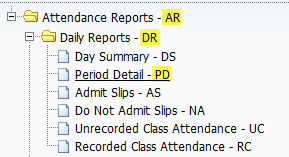 Attendance Reports - AR
Daily Reports - DR
Day Summary - DS
Period Detail - PD
Admit Slips - AS
Do Not Admit Slips - NA
Unrecorded Class Attendance - UC
Recorded Class Attendance - RC